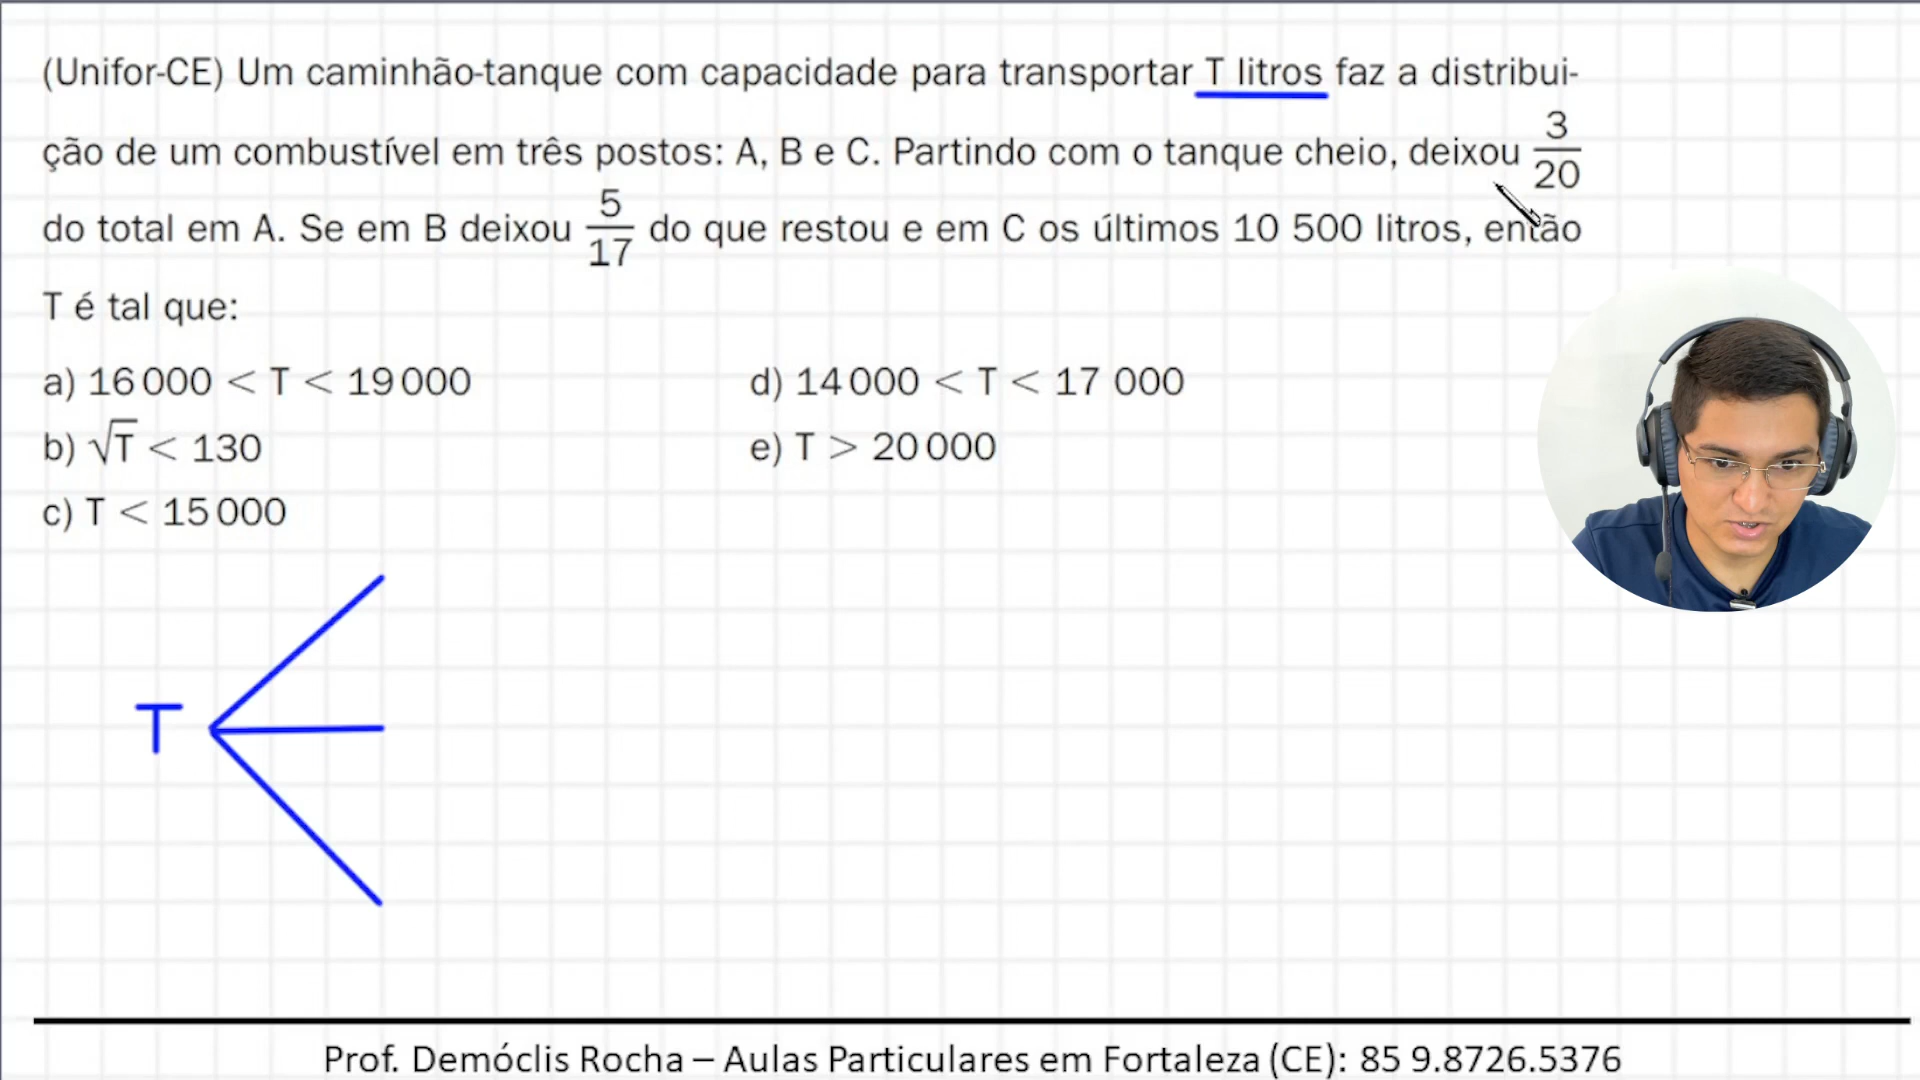 (Unifor-CE) Um caminhão-tanque com capacidade para transportar T litros faz a distribui-
ção de um combustível em três postos: A, B e C. Partindo com o tanque cheio, deixou 3/20
do total em A. Se em B deixou 5/17 do que restou e em C os últimos 10 500 litros, então
T é tal que:
a) 16 000 < T < 19 000
b) √T < 130
c) T < 15 000
d) 14 000 < T < 17 000
e) T > 20 000
T
Prof. Demóclis Rocha – Aulas Particulares em Fortaleza (CE): 85 9.8726.5376